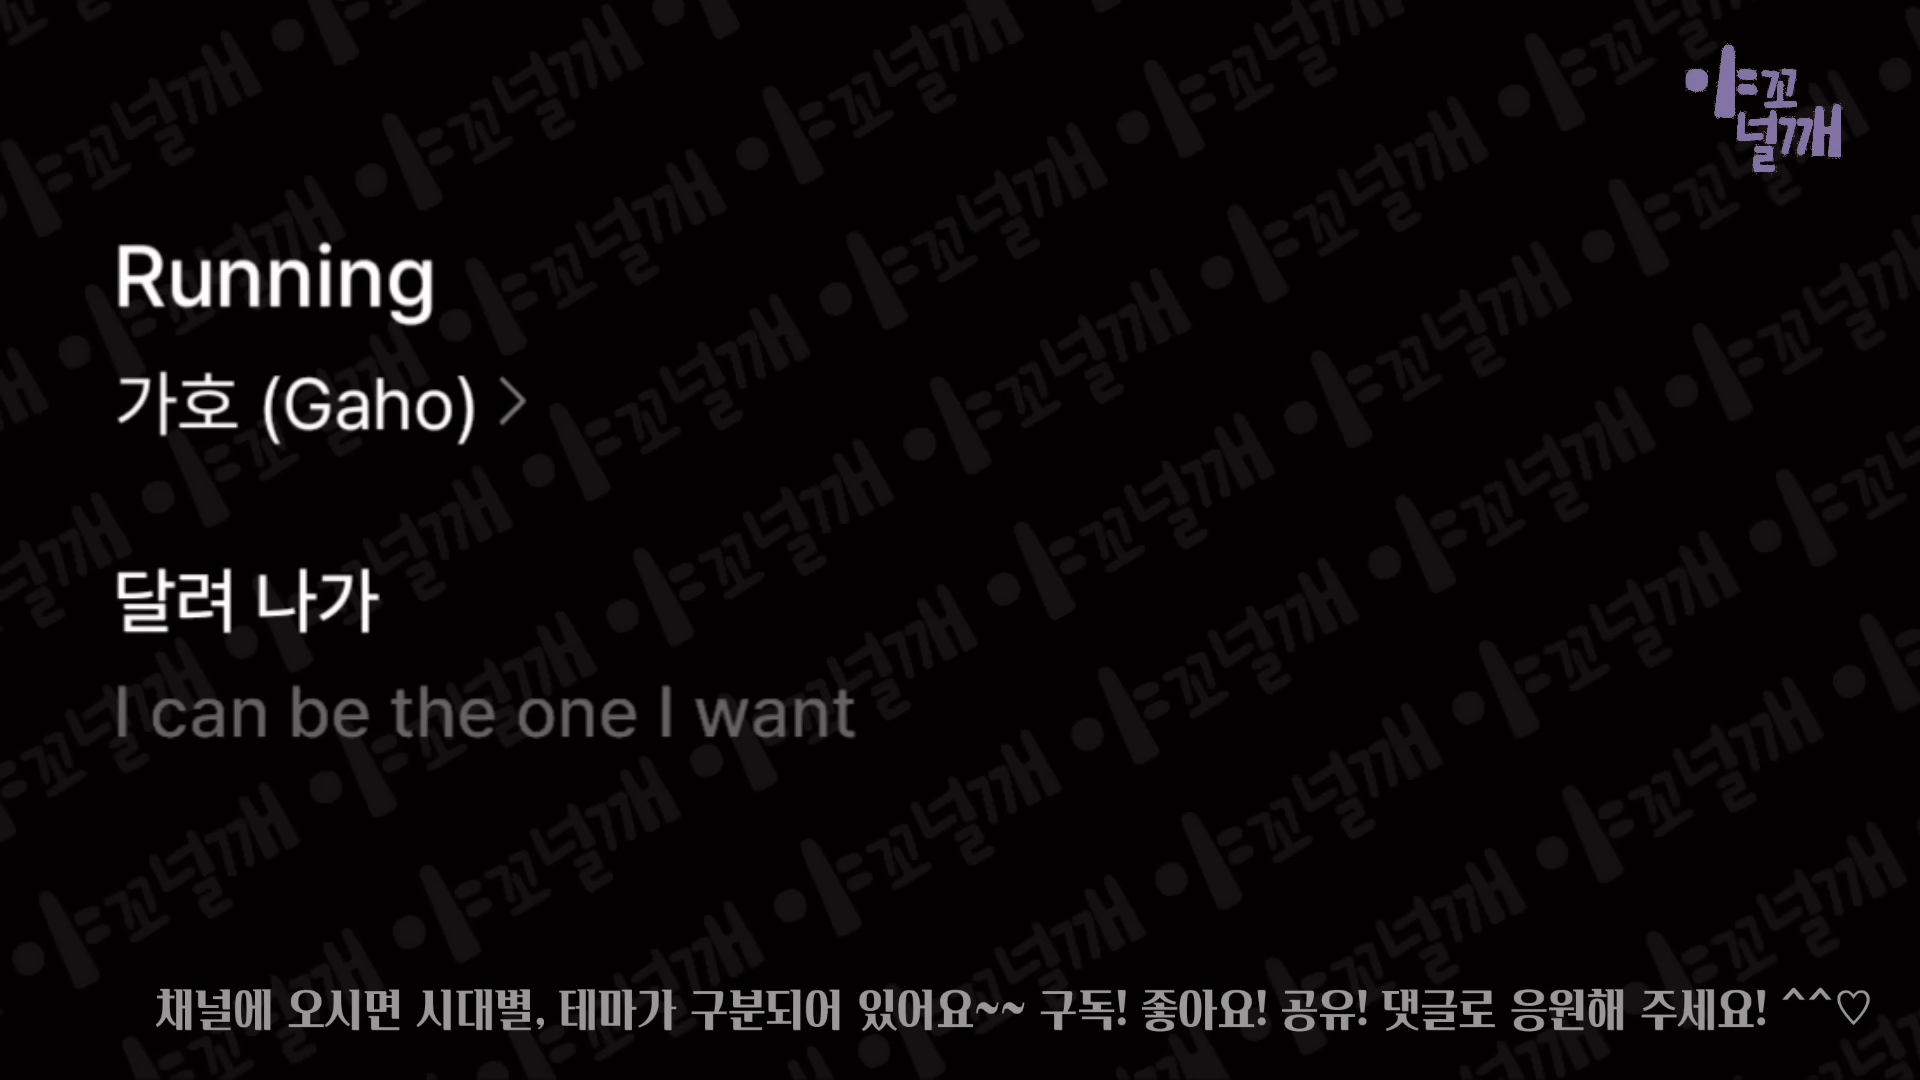 야꼬
널깨
Running
가호 (Gaho) >
달려 나가
I can be the one I want
채널에 오시면 시대별, 테마가 구분되어 있어요~~ 구독! 좋아요! 공유! 댓글로 응원해 주세요! ^^♡